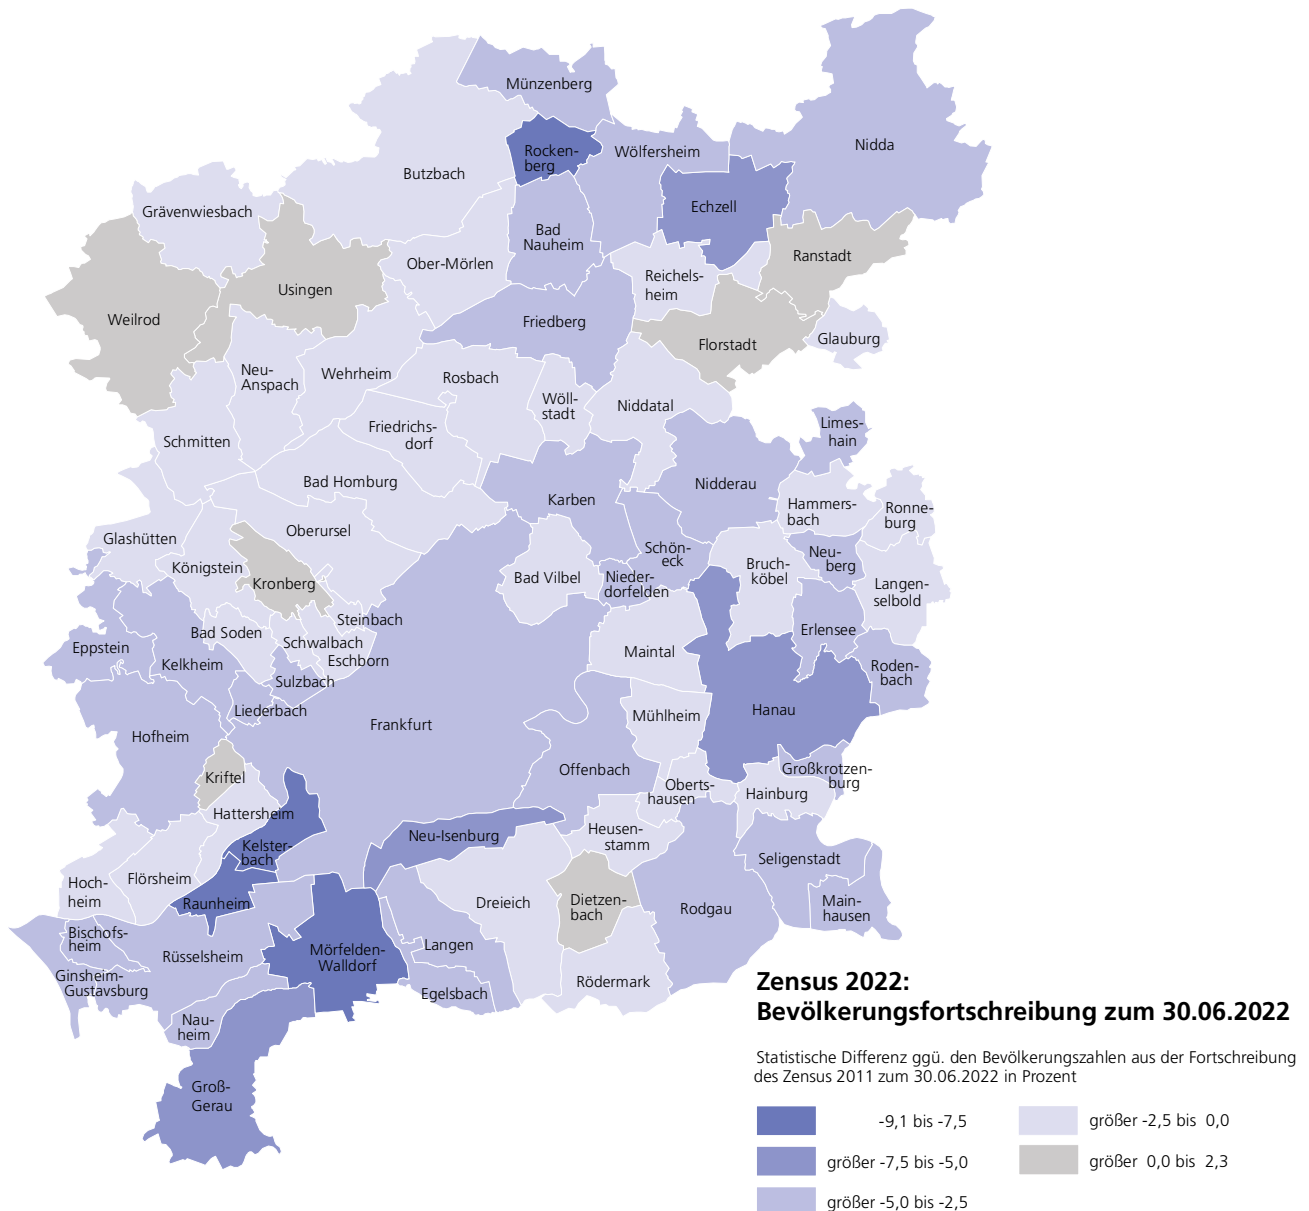 Münzenberg
Rocken-
berg
Wölfersheim
Nidda
Butzbach
Echzell
Grävenwiesbach
Bad
Nauheim
Ober-Mörlen
Ranstadt
Reichels-
heim
Usingen
Weilrod
Friedberg
Florstadt
Glauburg
Neu-
Anspach
Wehrheim
Rosbach
Wöll-
stadt
Niddatal
Limes-
hain
Friedrichs-
dorf
Schmitten
Bad Homburg
Karben
Nidderau
Hammers-
bach
Ronne-
burg
Oberursel
Glashütten
Königstein
Kronberg
Bad Vilbel
Schön-
eck
Nieder-
dorfelden
Bruch-
köbel
Neu-
berg
Langen-
selbold
Steinbach
Bad Soden
Schwalbach
Eschborn
Eppstein
Kelkheim
Sulzbach
Maintal
Erlensee
Roden-
bach
Liederbach
Frankfurt
Mühlheim
Hanau
Hofheim
Kriftel
Offenbach
Oberts-
hausen
Großkrotzen-
burg
Hainburg
Hattersheim
Kelster-
bach
Neu-Isenburg
Heusen-
stamm
Seligenstadt
Hoch-
heim
Flörsheim
Raunheim
Dreieich
Dietzen-
bach
Rodgau
Main-
hausen
Bischofs-
heim
Rüsselsheim
Mörfelden-
Walldorf
Langen
Ginsheim-
Gustavsburg
Egelsbach
Rödermark
Nau-
heim
Groß-
Gerau
Zensus 2022:
Bevölkerungsfortschreibung zum 30.06.2022
Statistische Differenz ggü. den Bevölkerungszahlen aus der Fortschreibung
des Zensus 2011 zum 30.06.2022 in Prozent
-9,1 bis -7,5
größer -7,5 bis -5,0
größer -5,0 bis -2,5
größer -2,5 bis 0,0
größer 0,0 bis 2,3